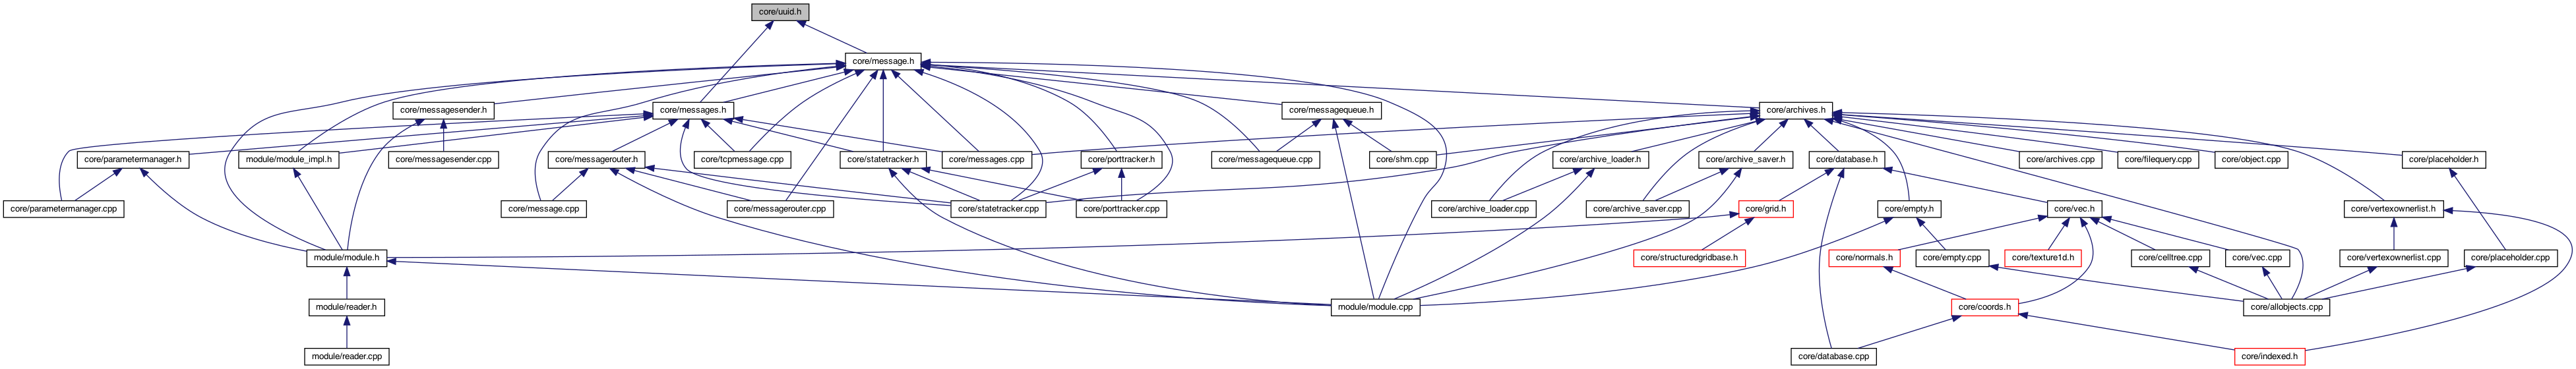 core/uuid.h
core/message.h
core/messagesender.h
core/messages.h
core/messagequeue.h
core/archives.h
core/parametermanager.h
module/module_impl.h
core/messagesender.cpp
core/messagerouter.h
core/tcpmessage.cpp
core/statetracker.h
core/messages.cpp
core/porttracker.h
core/messagequeue.cpp
core/shm.cpp
core/archive_loader.h
core/archive_saver.h
core/database.h
core/archives.cpp
core/filequery.cpp
core/object.cpp
core/placeholder.h
core/parametermanager.cpp
core/message.cpp
core/messagerouter.cpp
core/statetracker.cpp
core/porttracker.cpp
core/archive_loader.cpp
core/archive_saver.cpp
core/grid.h
core/empty.h
core/vec.h
core/vertexownerlist.h
module/module.h
core/structuredgridbase.h
core/normals.h
core/empty.cpp
core/texture1d.h
core/celltree.cpp
core/vec.cpp
core/vertexownerlist.cpp
core/placeholder.cpp
module/reader.h
module/module.cpp
core/coords.h
core/allobjects.cpp
module/reader.cpp
core/database.cpp
core/indexed.h